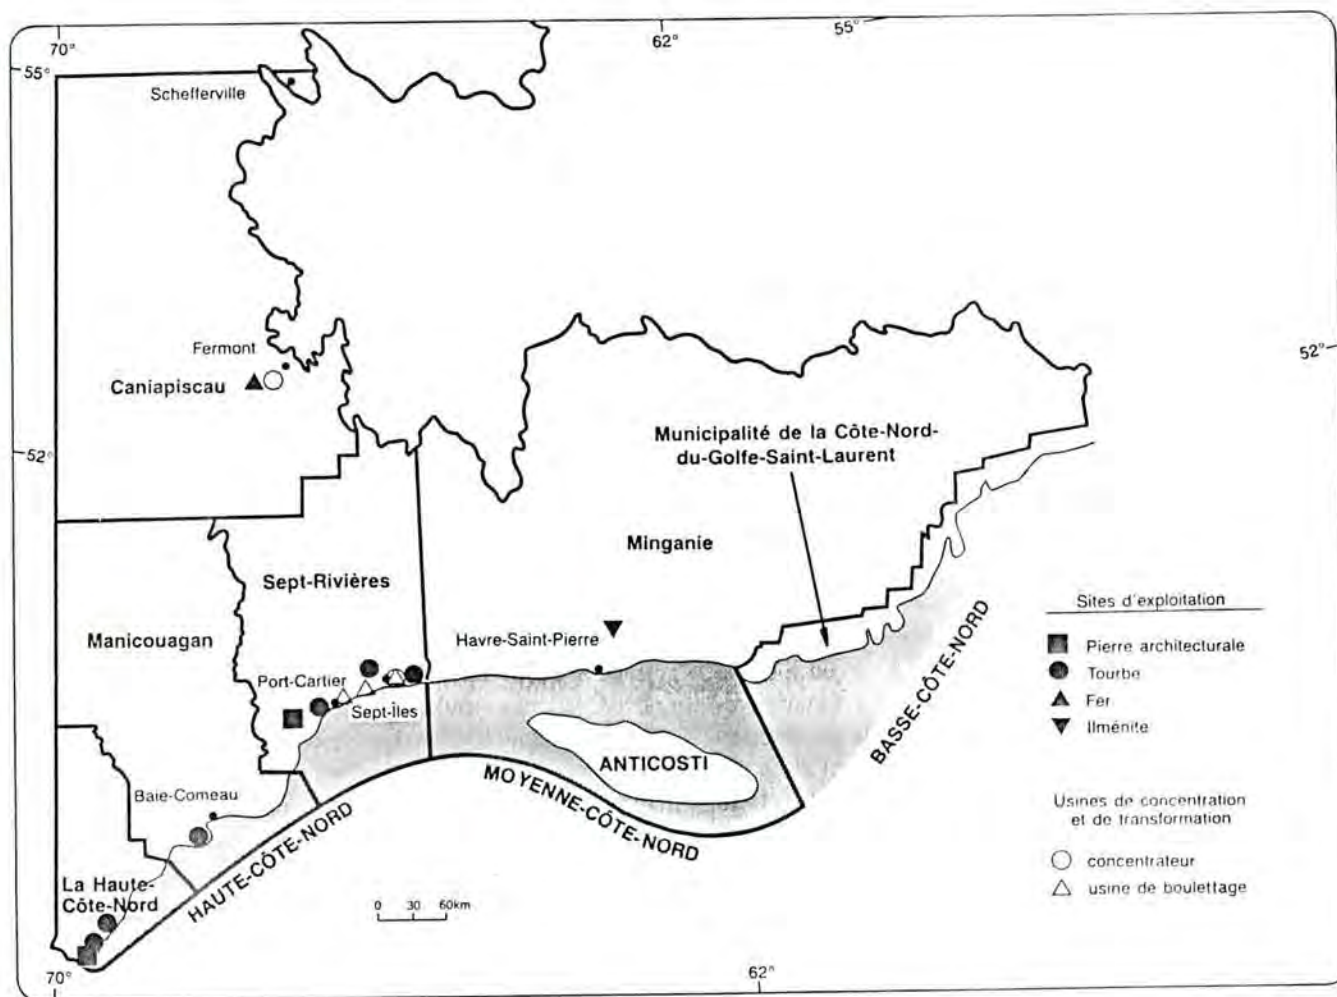 70°
62°
55°
55°
Schefferville
Fermont
Caniapiscau
52°
52°
Municipalité de la Côte-Nord-
du-Golfe-Saint-Laurent
Minganie
Sept-Rivières
Manicouagan
Havre-Saint-Pierre
Port-Cartier
Sept-Îles
ANTICOSTI
BASSE-CÔTE-NORD
MOYENNE-CÔTE-NORD
HAUTE-CÔTE-NORD
Baie-Comeau
La Haute-
Côte-Nord
0 30 60km
70°
62°
Sites d'exploitation
Pierre architecturale
Tourbe
Fer
Ilménite
Usines de concentration
et de transformation
concentrateur
usine de boulettage